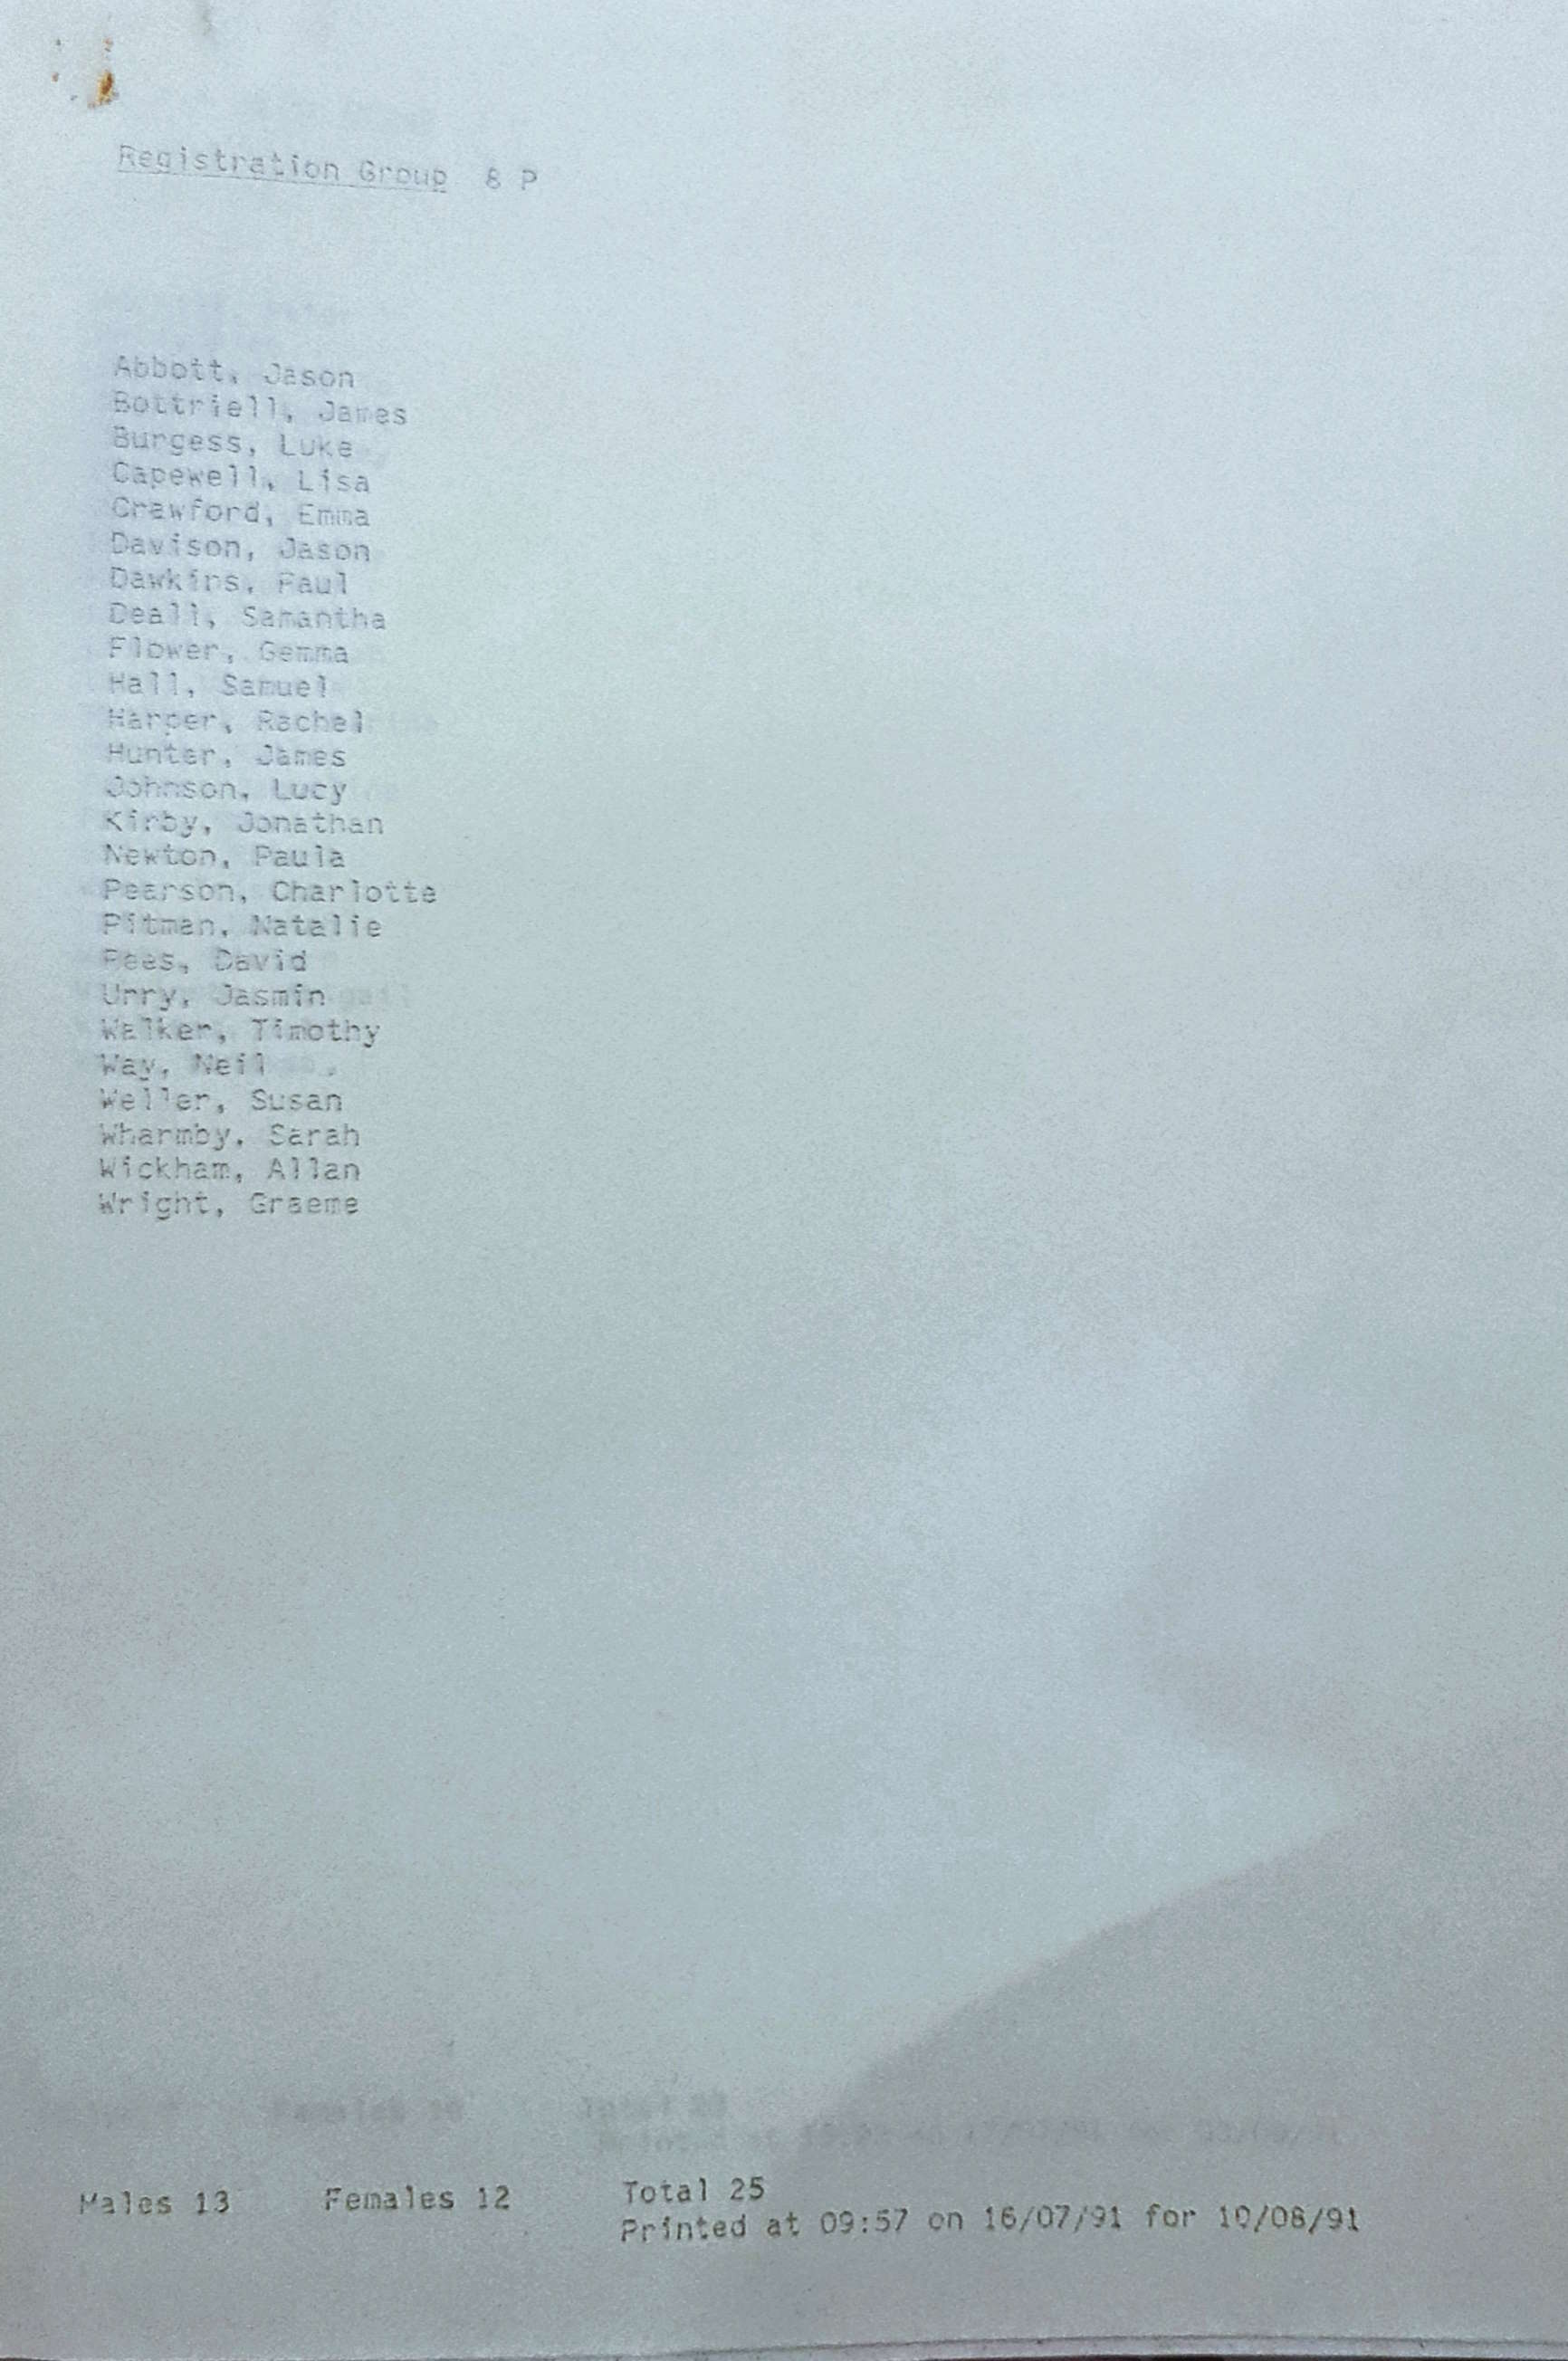 Registration Group 8 P
Abbott, Jason
Bottriell, James
Burgess, Luke
Capewell, Lisa
Crawford, Emma
Davison, Jason
Dawkins, Paul
Deall, Samantha
Flower, Gemma
Hall, Samuel
Harper, Rachel
Hunter, James
Johnson, Lucy
Kirby, Jonathan
Newton, Paula
Pearson, Charlotte
Pitman, Natalie
Rees, David
Urry, Jasmin
Walker, Timothy
Way, Neil
Weller, Susan
Wharmby, Sarah
Wickham, Allan
Wright, Graeme
Males 13 Females 12 Total 25
Printed at 09:57 on 16/07/91 for 10/08/91